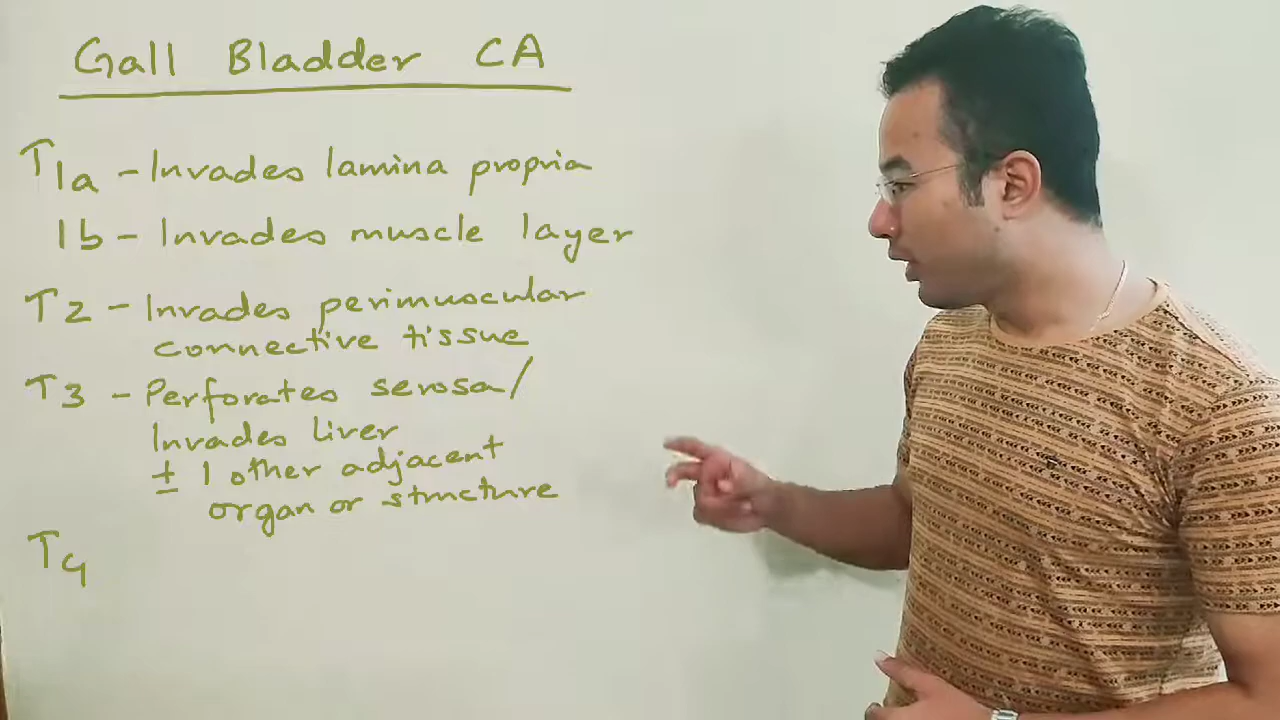 Gall Bladder CA
T1a - Invades lamina propria
1b - Invades muscle layer
T2 - Invades perimuscular
connective tissue
T3 - Perforates serosa/
Invades liver
± 1 other adjacent
organ or structure
T4